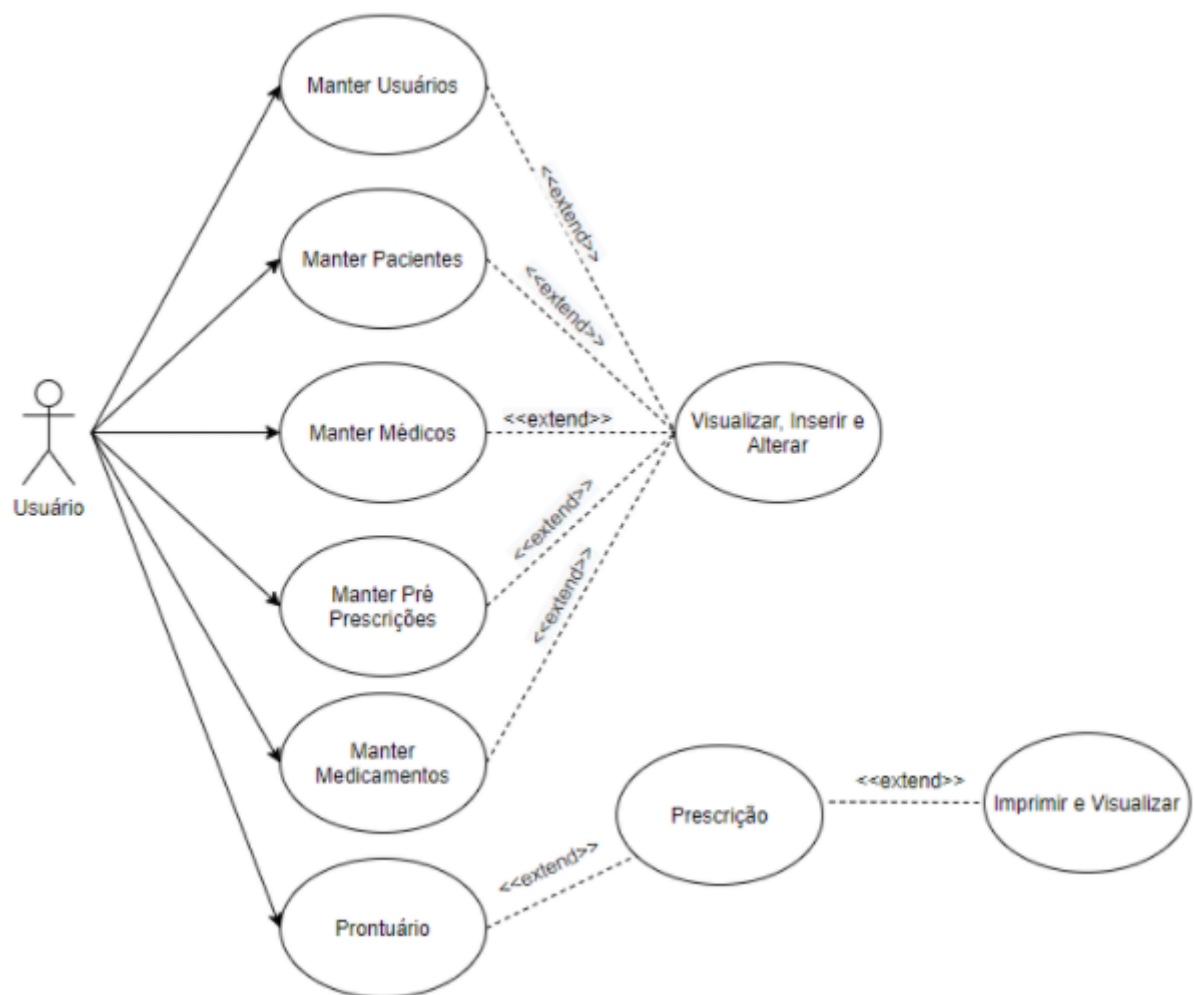 Manter Usuários
<<extend>>
Manter Pacientes
<<extend>>
Usuário
Manter Médicos
<<extend>>
Visualizar, Inserir e
Alterar
Manter Pré
Prescrições
<<extend>>
<<extend>>
Manter
Medicamentos
Prontuário
<<extend>>
Prescrição
<<extend>>
Imprimir e Visualizar